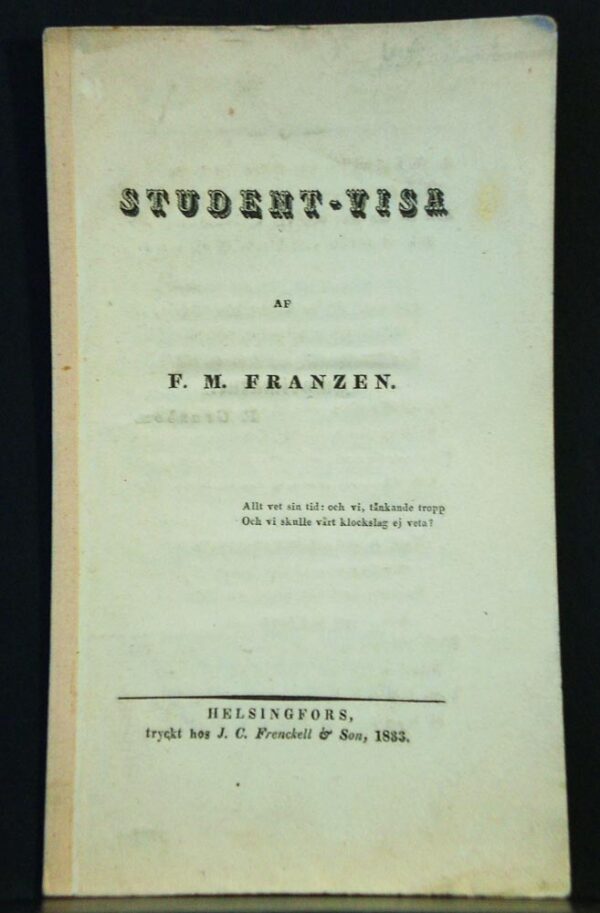 STUDENT-VISA
AF
F. M. FRANZEN.
Allt vet sin tid: och vi, tänkande tropp
Och vi skulle vårt klockslag ej veta?
HELSINGFORS,
tryckt hos J. C. Frenckell & Son, 1833.